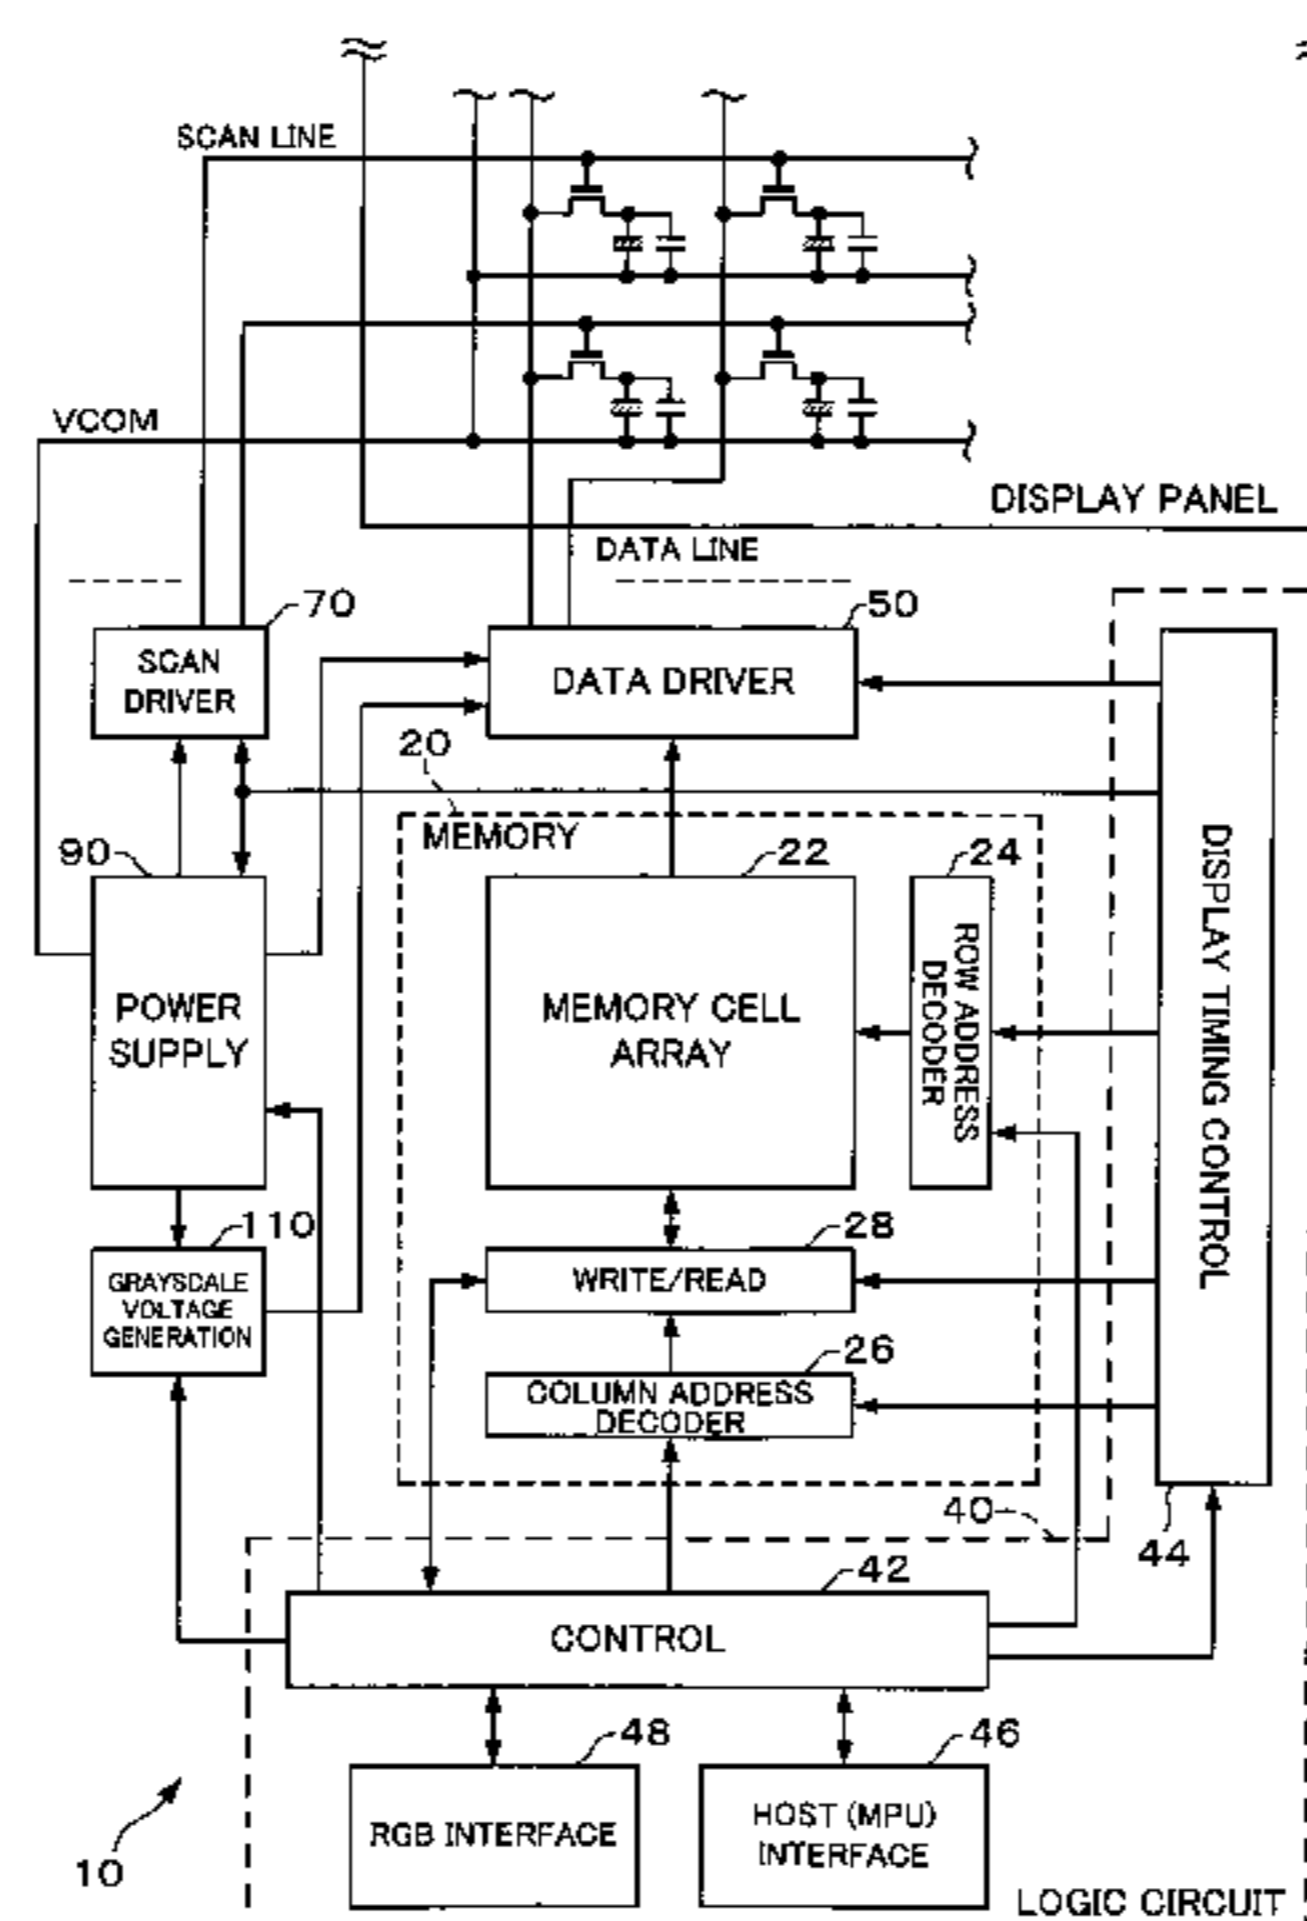 SCAN LINE
VCOM
DISPLAY PANEL
DATA LINE
70
50
SCAN
DRIVER
DATA DRIVER
20
MEMORY
90
22
24
POWER
SUPPLY
MEMORY CELL
ARRAY
ROW ADDRESS
DECODER
DISPLAY TIMING CONTROL
110
28
GRAYSCALE
VOLTAGE
GENERATION
WRITE/READ
26
COLUMN ADDRESS
DECODER
40
44
42
CONTROL
48
46
RGB INTERFACE
HOST (MPU)
INTERFACE
10
LOGIC CIRCUIT